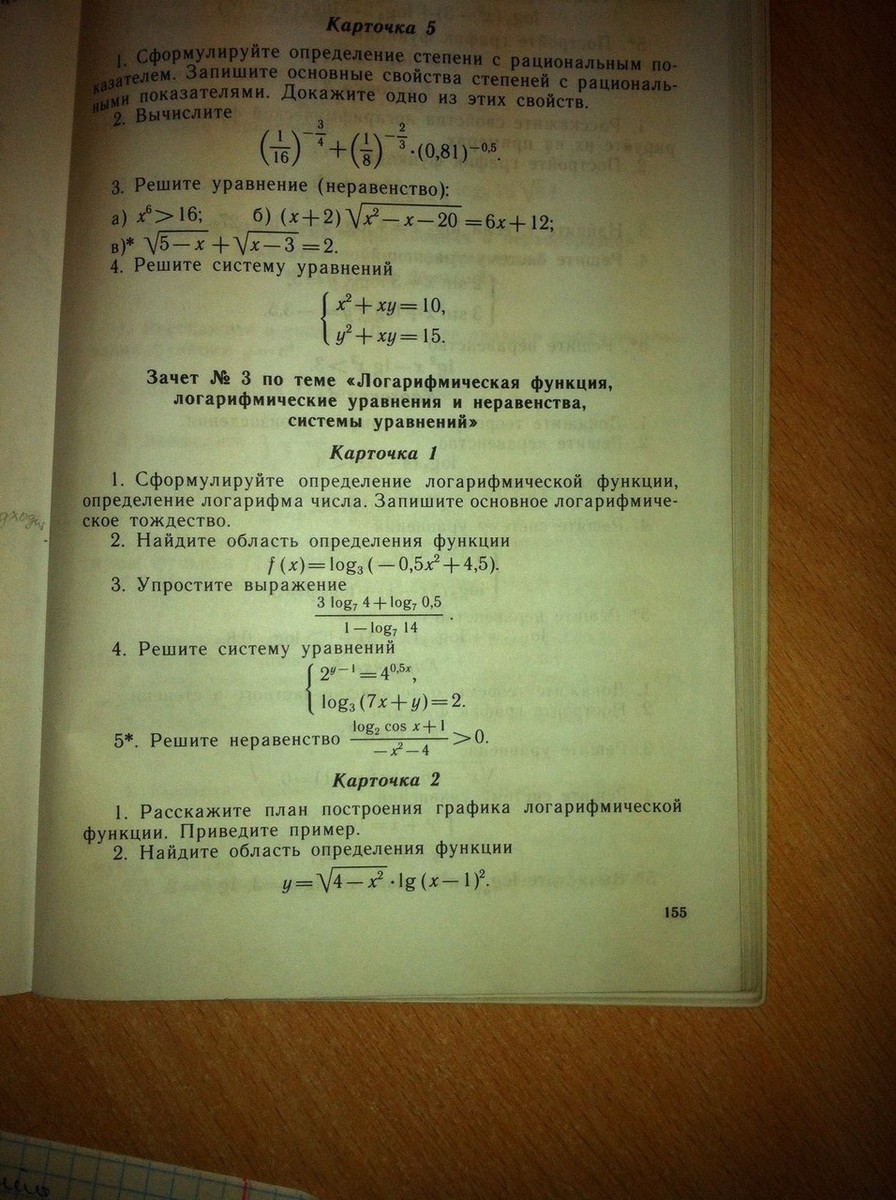 Карточка 5
1. Сформулируйте определение степени с рациональным по-
казателем. Запишите основные свойства степеней с рациональ-
ными показателями. Докажите одно из этих свойств.
2. Вычислите
(1/16)^(-3/4) + (1/8)^(-2/3) · (0,81)^(-0,5).
3. Решите уравнение (неравенство):
а) x⁶ > 16; б) (x+2)√(x²−x−20) = 6x+12;
в)* √(5−x) + √(x−3) = 2.
4. Решите систему уравнений
{ x² + xy = 10,
y² + xy = 15.
Зачет № 3 по теме «Логарифмическая функция,
логарифмические уравнения и неравенства,
системы уравнений»
Карточка 1
1. Сформулируйте определение логарифмической функции,
определение логарифма числа. Запишите основное логарифмиче-
ское тождество.
2. Найдите область определения функции
f (x) = log₃ (−0,5x² + 4,5).
3. Упростите выражение
(3 log₇ 4 + log₇ 0,5) / (1 − log₇ 14).
4. Решите систему уравнений
{ 2^(y−1) = 4^(0,5x),
log₃ (7x + y) = 2.
5*. Решите неравенство (log₂ cos x + 1) / (−x² − 4) > 0.
Карточка 2
1. Расскажите план построения графика логарифмической
функции. Приведите пример.
2. Найдите область определения функции
y = √(4 − x²) · lg (x − 1)².
155